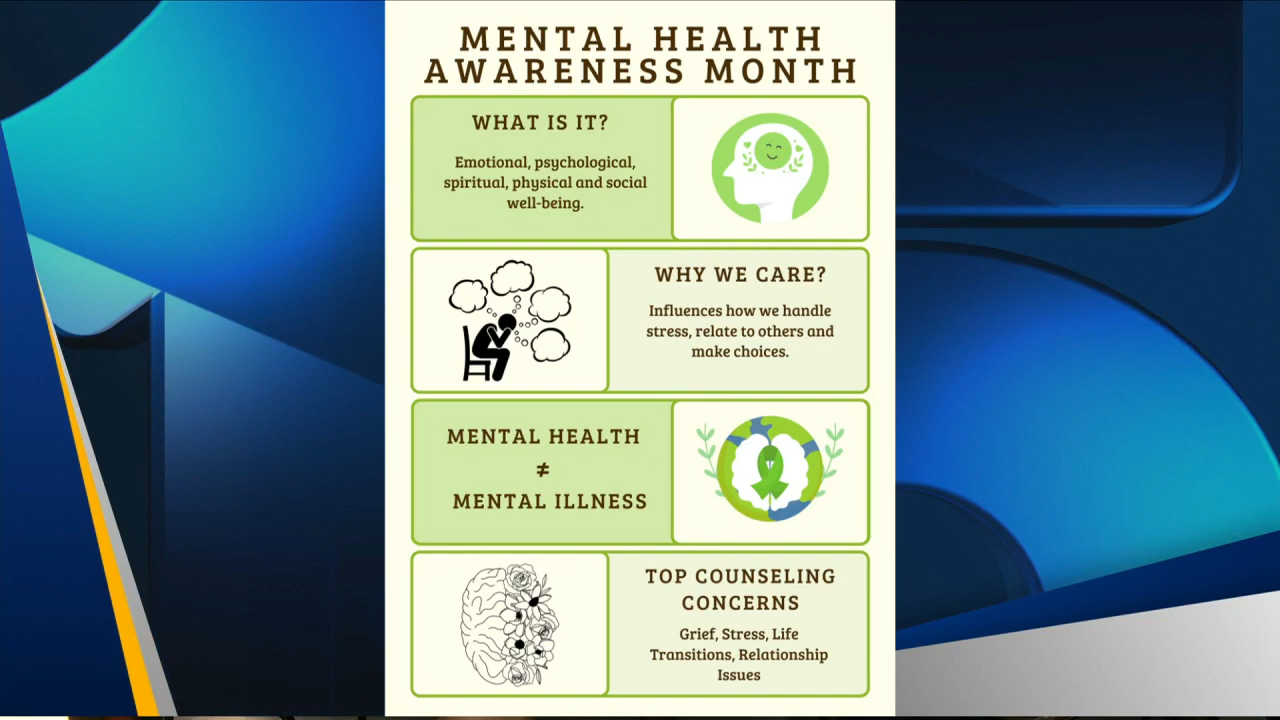 MENTAL HEALTH
AWARENESS MONTH
WHAT IS IT?
Emotional, psychological,
spiritual, physical and social
well-being.
WHY WE CARE?
Influences how we handle
stress, relate to others and
make choices.
MENTAL HEALTH
≠
MENTAL ILLNESS
TOP COUNSELING
CONCERNS
Grief, Stress, Life
Transitions, Relationship
Issues